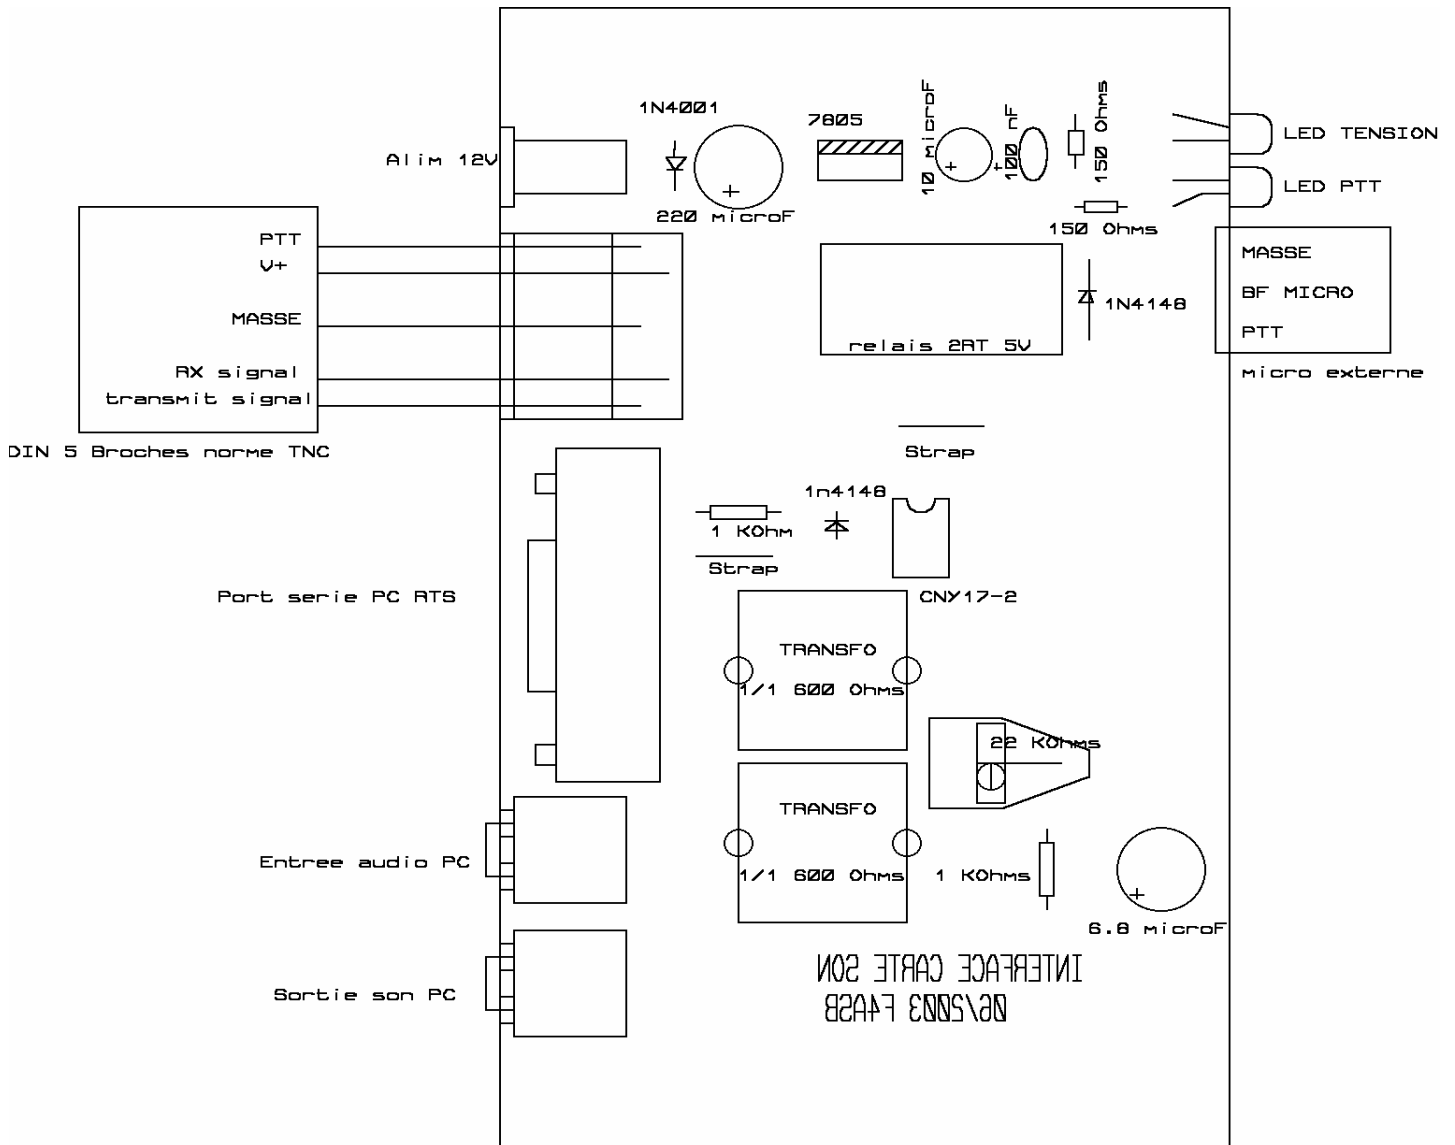 1N4001
7805
10 microF
100 nF
150 Ohms
LED TENSION
Alim 12V
LED PTT
220 microF
150 Ohms
PTT
V+
MASSE
RX signal
transmit signal
DIN 5 Broches norme TNC
MASSE
BF MICRO
PTT
micro externe
1N4148
relais 2RT 5V
Strap
1n4148
1 KOhm
Strap
CNY17-2
Port serie PC RTS
TRANSFO
1/1 600 Ohms
22 KOhms
TRANSFO
1/1 600 Ohms
1 KOhms
Entree audio PC
6.8 microF
INTERFACE CARTE SON
06/2003 F4ASB
Sortie son PC